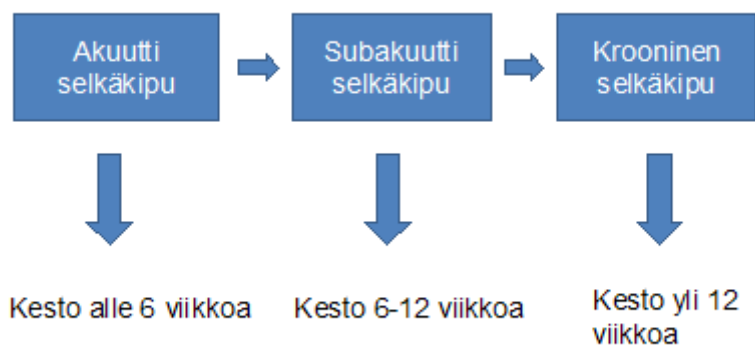 Akuutti
selkäkipu
Subakuutti
selkäkipu
Krooninen
selkäkipu
Kesto alle 6 viikkoa
Kesto 6-12 viikkoa
Kesto yli 12
viikkoa